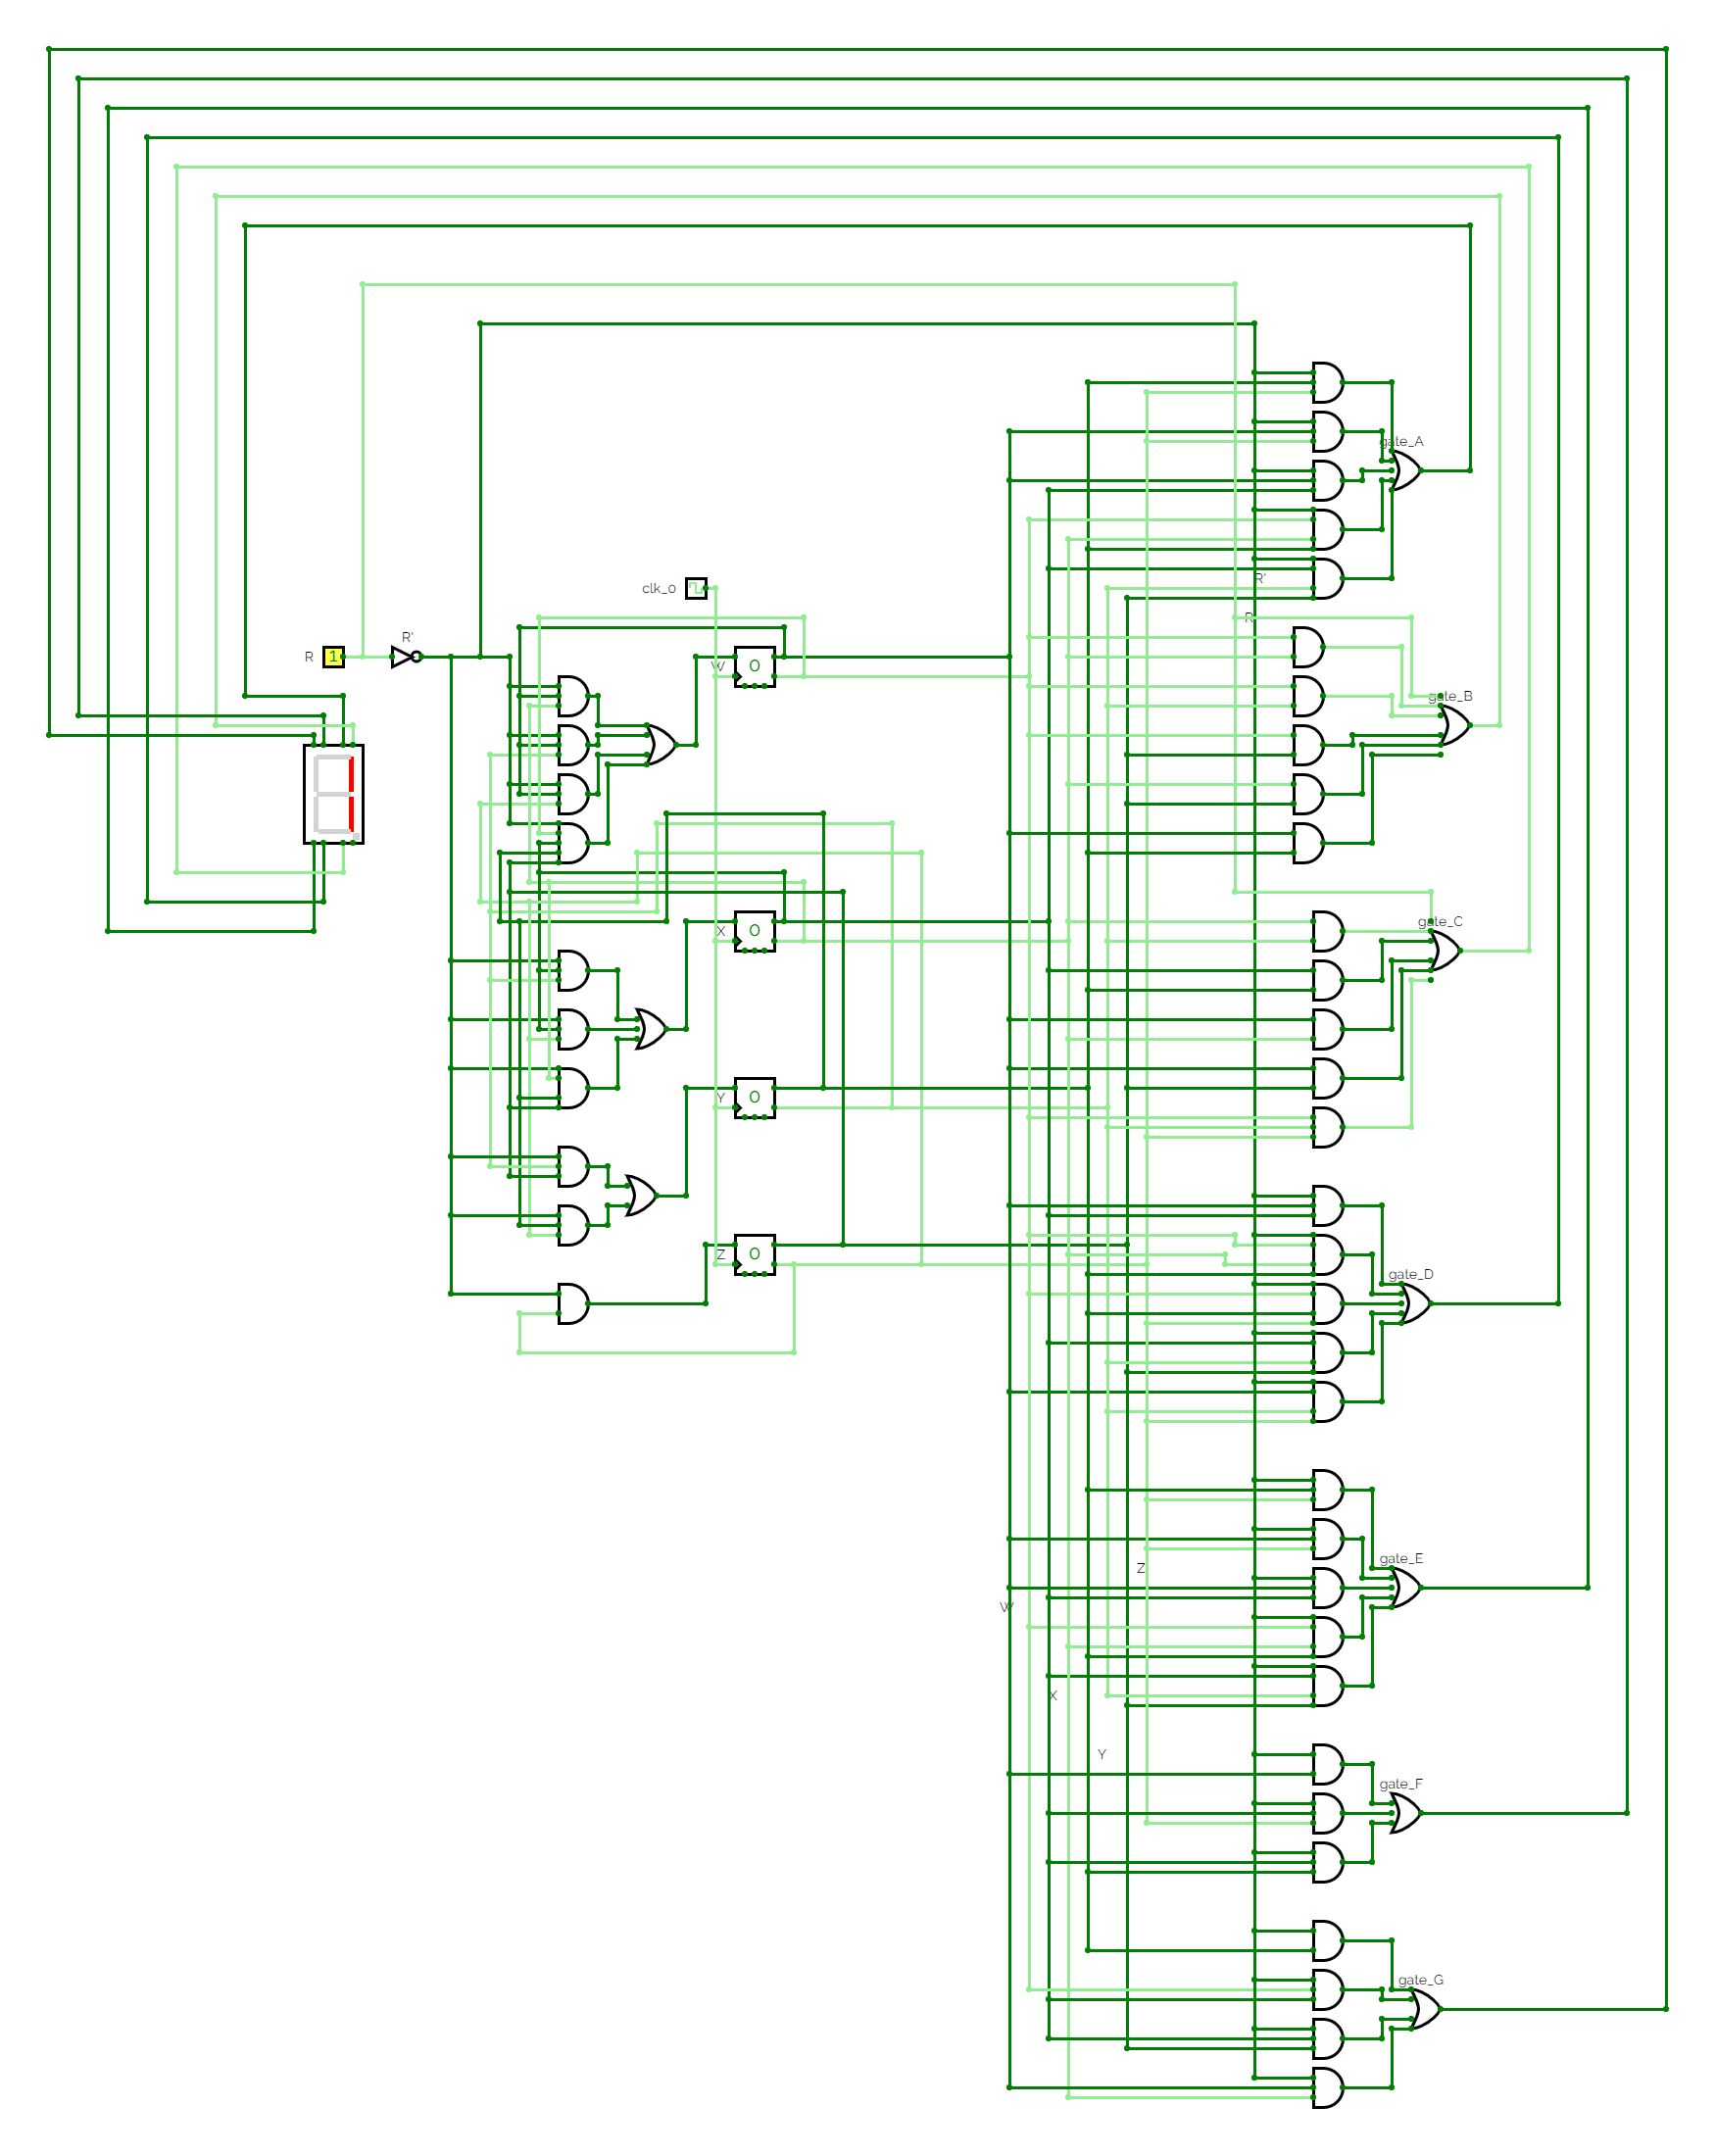 gate_A
clk_0
R'
R
R'
R
1
W
0
gate_B
X
0
gate_C
Y
0
Z
0
gate_D
gate_E
Z
W
X
Y
gate_F
gate_G